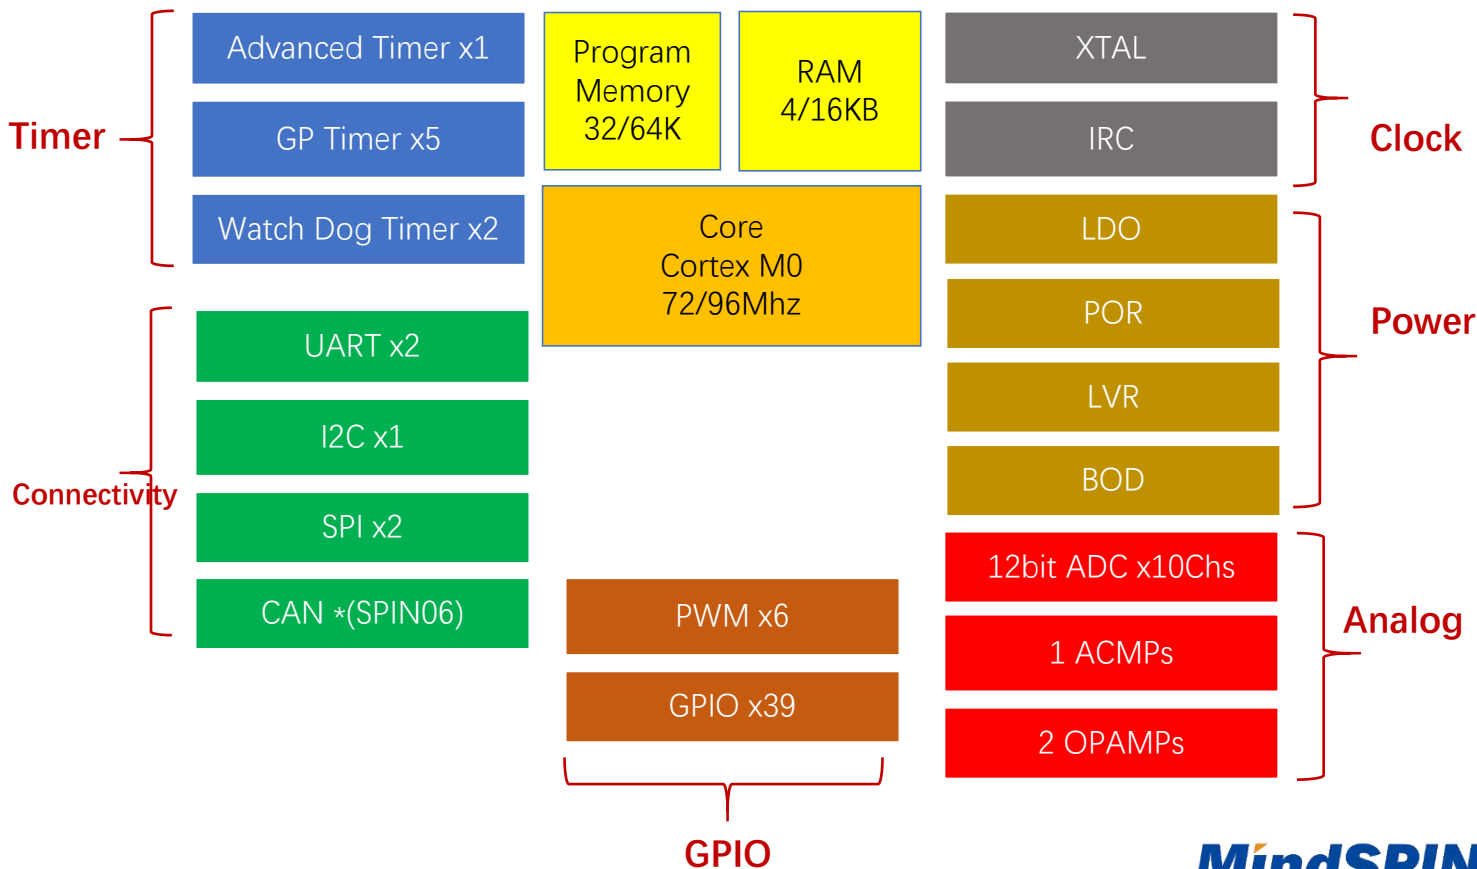 Timer
Advanced Timer x1
GP Timer x5
Watch Dog Timer x2
Connectivity
UART x2
I2C x1
SPI x2
CAN *(SPIN06)
Program
Memory
32/64K
RAM
4/16KB
Core
Cortex M0
72/96Mhz
PWM x6
GPIO x39
GPIO
XTAL
IRC
Clock
LDO
POR
LVR
BOD
Power
12bit ADC x10Chs
1 ACMPs
2 OPAMPs
Analog
MindSPIN